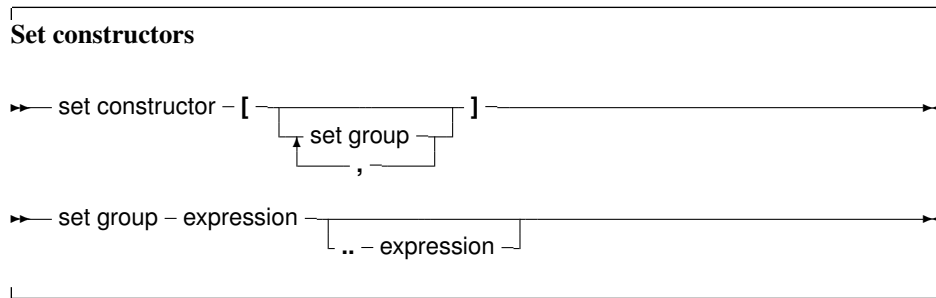 Set constructors
set constructor – [ ]
set group
,
set group – expression
.. – expression